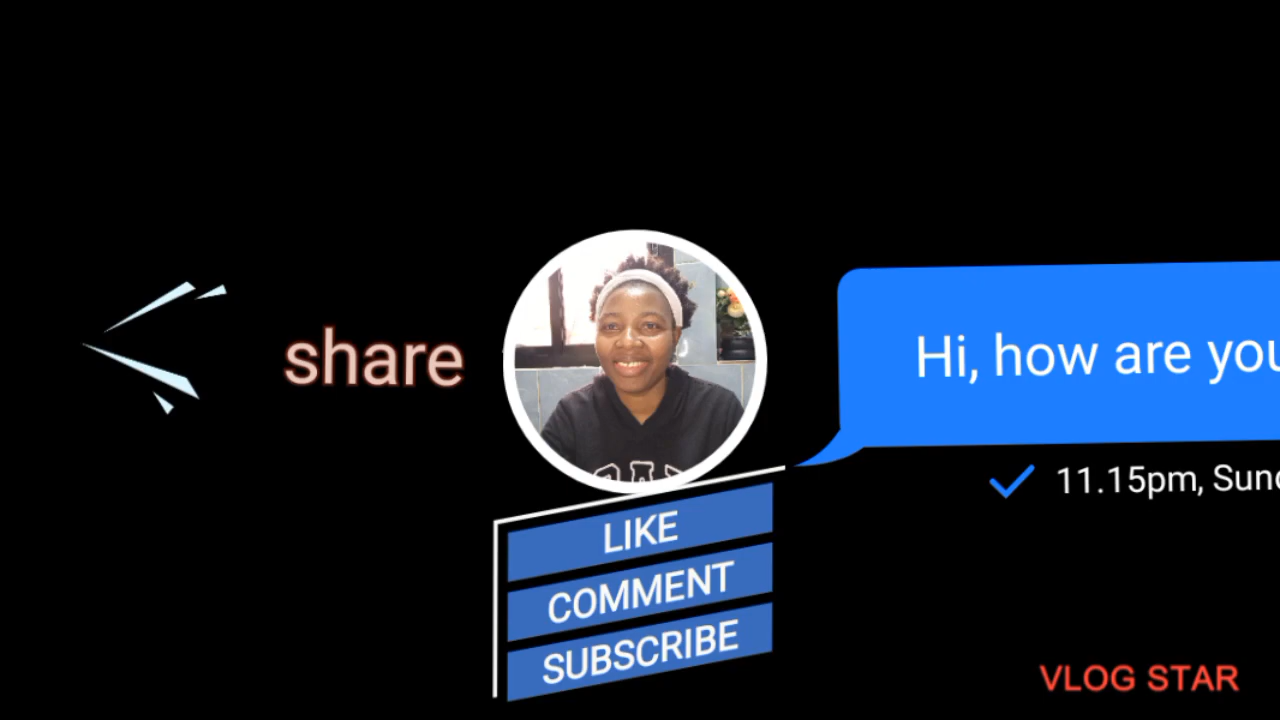 share
Hi, how are you
11.15pm, Sun
LIKE
COMMENT
SUBSCRIBE
VLOG STAR